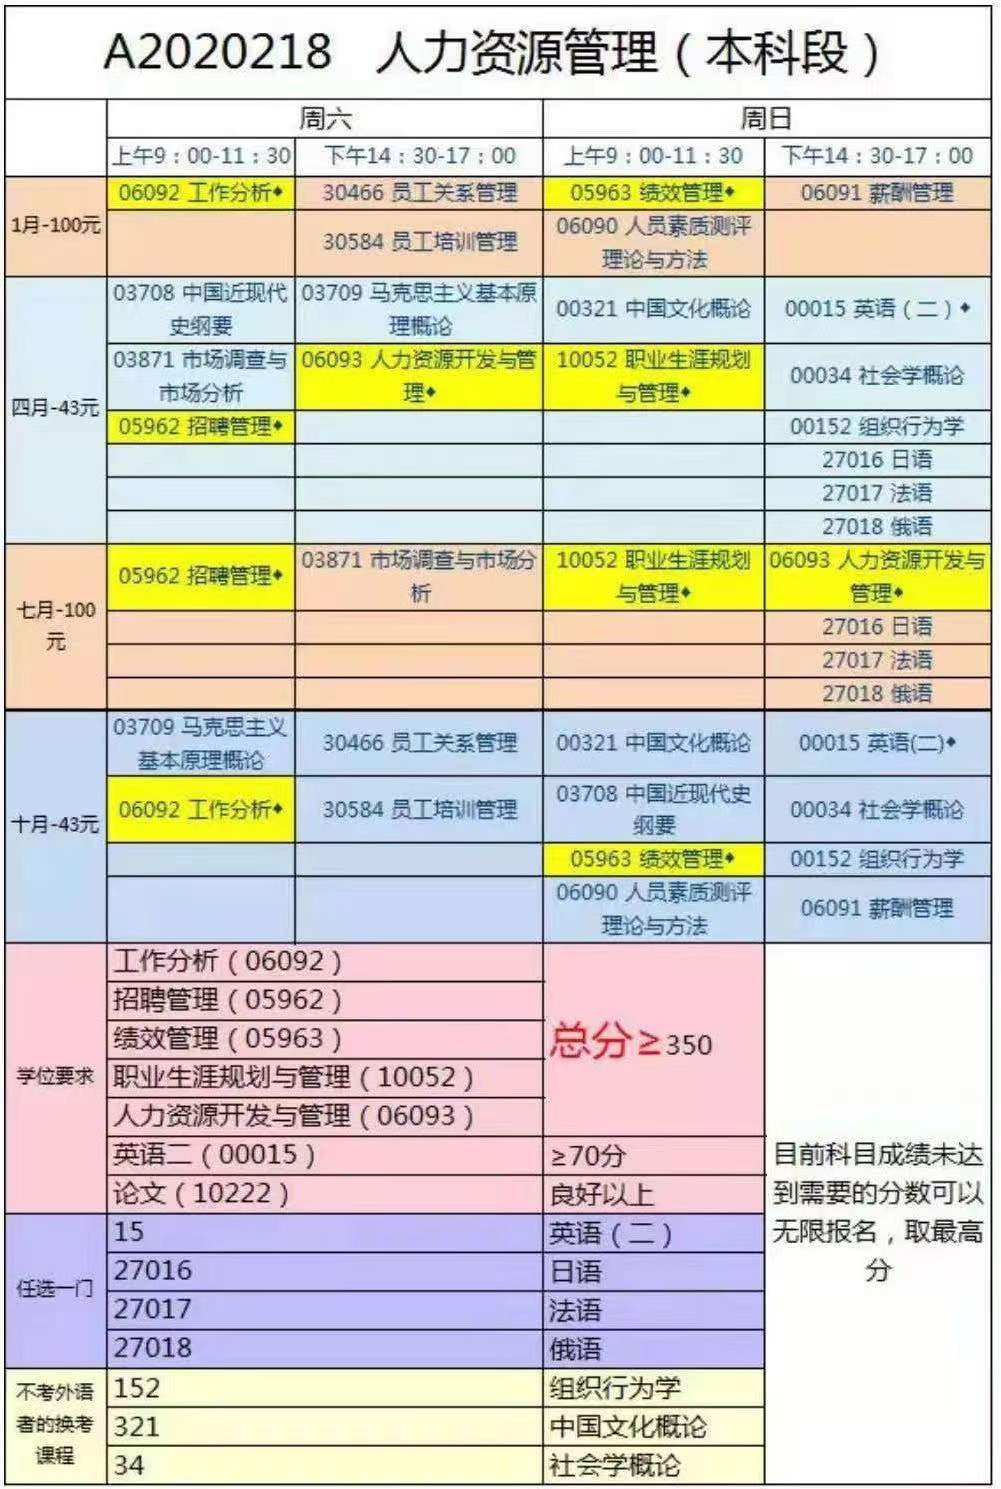 A2020218 人力资源管理（本科段）
周六 周日
上午9：00-11：30 下午14：30-17：00 上午9：00-11：30 下午14：30-17：00
1月-100元
06092 工作分析♦ 30466 员工关系管理 05963 绩效管理♦ 06091 薪酬管理
30584 员工培训管理 06090 人员素质测评
理论与方法
四月-43元
03708 中国近现代
史纲要
03709 马克思主义基本原
理概论
00321 中国文化概论
00015 英语（二）♦
03871 市场调查与
市场分析
06093 人力资源开发与管
理♦
10052 职业生涯规划
与管理♦
00034 社会学概论
05962 招聘管理♦ 00152 组织行为学
27016 日语
27017 法语
27018 俄语
七月-100
元
05962 招聘管理♦
03871 市场调查与市场分
析
10052 职业生涯规划
与管理♦
06093 人力资源开发与
管理♦
27016 日语
27017 法语
27018 俄语
十月-43元
03709 马克思主义
基本原理概论
30466 员工关系管理
00321 中国文化概论
00015 英语(二)♦
06092 工作分析♦
30584 员工培训管理
03708 中国近现代史
纲要
00034 社会学概论
05963 绩效管理♦ 00152 组织行为学
06090 人员素质测评
理论与方法
06091 薪酬管理
学位要求
工作分析（06092）
招聘管理（05962）
绩效管理（05963）
职业生涯规划与管理（10052）
人力资源开发与管理（06093）
总分≥350
英语二（00015） ≥70分
论文（10222） 良好以上
目前科目成绩未达
到需要的分数可以
无限报名，取最高
分
任选一门
15 英语（二）
27016 日语
27017 法语
27018 俄语
不考外语
者的换考
课程
152 组织行为学
321 中国文化概论
34 社会学概论